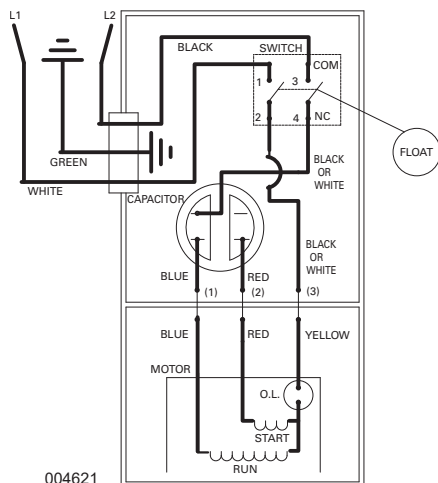 L1
L2
BLACK
SWITCH
COM
1
3
2
4
NC
GREEN
FLOAT
WHITE
CAPACITOR
BLACK
OR
WHITE
BLACK
OR
WHITE
BLUE
RED
(1)
(2)
(3)
BLUE
RED
YELLOW
MOTOR
O.L.
START
RUN
004621